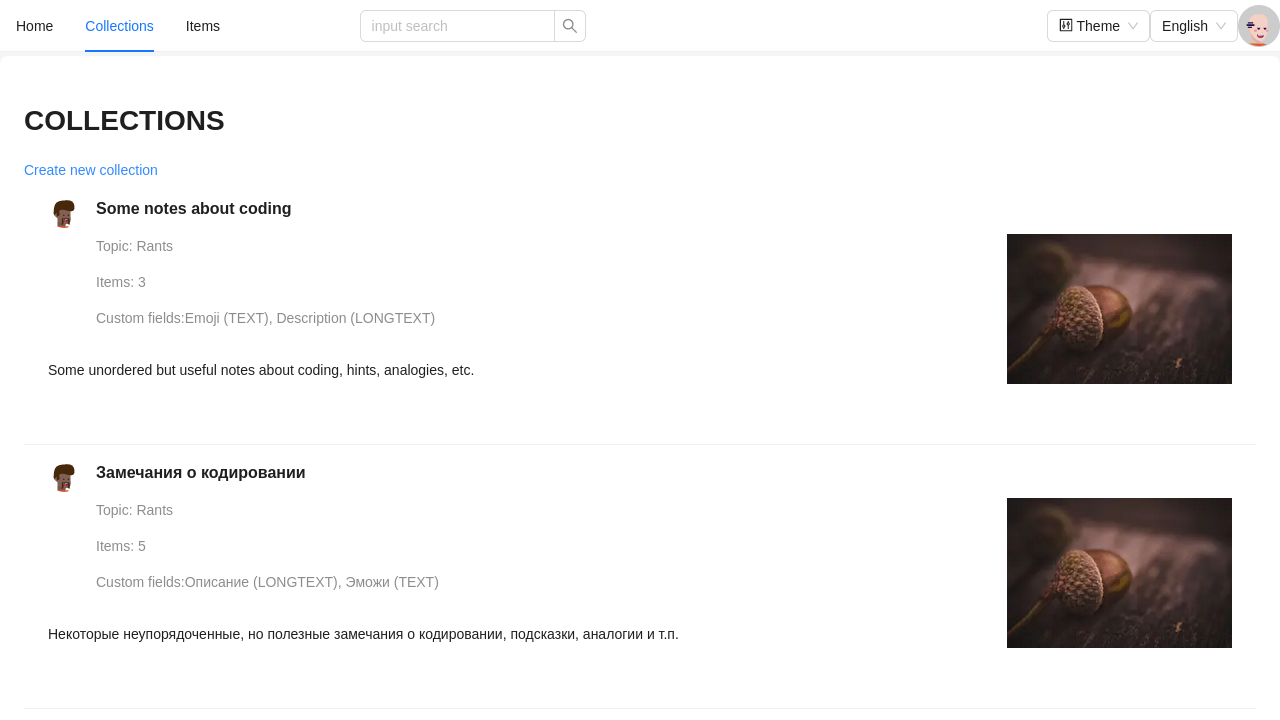 Home
Collections
Items
input search
Theme
English
COLLECTIONS
Create new collection
Some notes about coding
Topic: Rants
Items: 3
Custom fields:Emoji (TEXT), Description (LONGTEXT)
Some unordered but useful notes about coding, hints, analogies, etc.
Замечания о кодировании
Topic: Rants
Items: 5
Custom fields:Описание (LONGTEXT), Эможи (TEXT)
Некоторые неупорядоченные, но полезные замечания о кодировании, подсказки, аналогии и т.п.